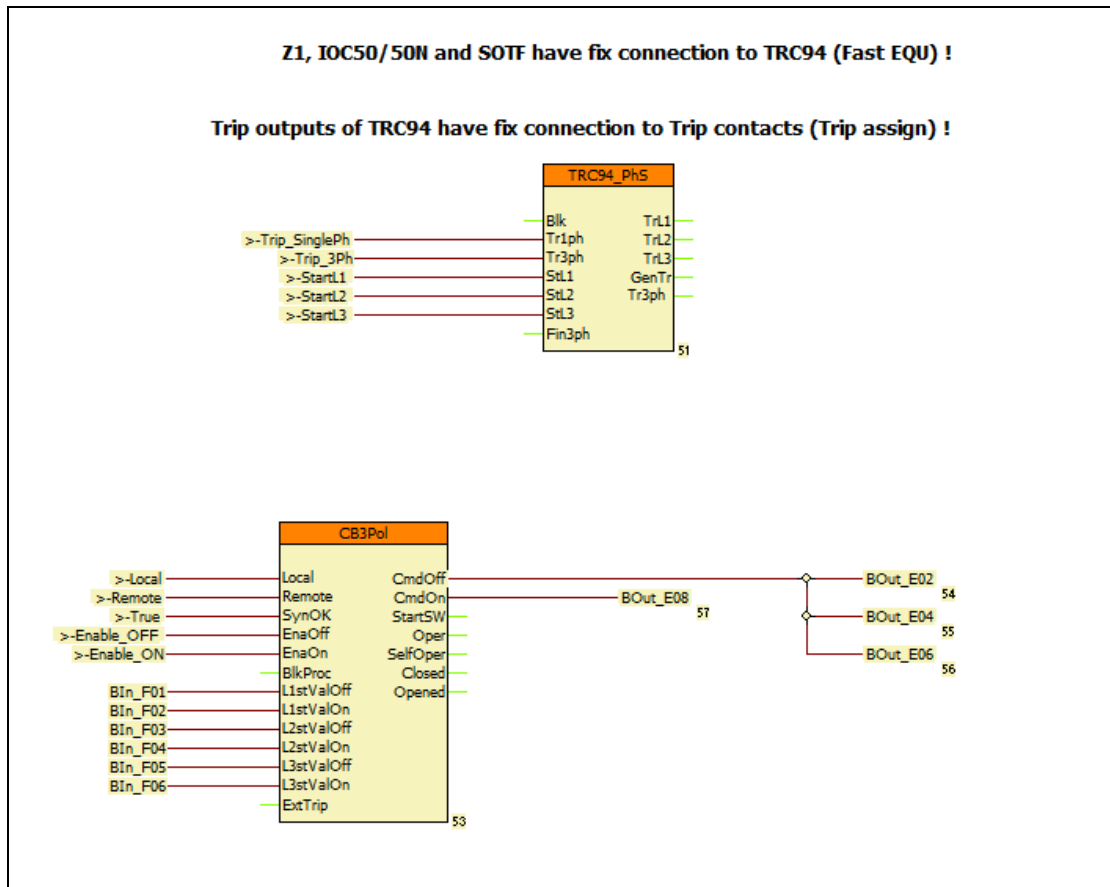 Z1, IOC50/50N and SOTF have fix connection to TRC94 (Fast EQU) !
Trip outputs of TRC94 have fix connection to Trip contacts (Trip assign) !
TRC94_PhS
Blk TrL1
>-Trip_SinglePh Tr1ph TrL2
>-Trip_3Ph Tr3ph TrL3
>-StartL1 StL1 GenTr
>-StartL2 StL2 Tr3ph
>-StartL3 StL3
Fin3ph
51
CB3Pol
>-Local Local CmdOff BOut_E02
54
>-Remote Remote CmdOn BOut_E08
57
>-True SynOK StartSW BOut_E04
55
>-Enable_OFF EnaOff Oper
>-Enable_ON EnaOn SelfOper BOut_E06
56
BlkProc Closed
BIn_F01 L1stValOff Opened
BIn_F02 L1stValOn
BIn_F03 L2stValOff
BIn_F04 L2stValOn
BIn_F05 L3stValOff
BIn_F06 L3stValOn
ExtTrip
53